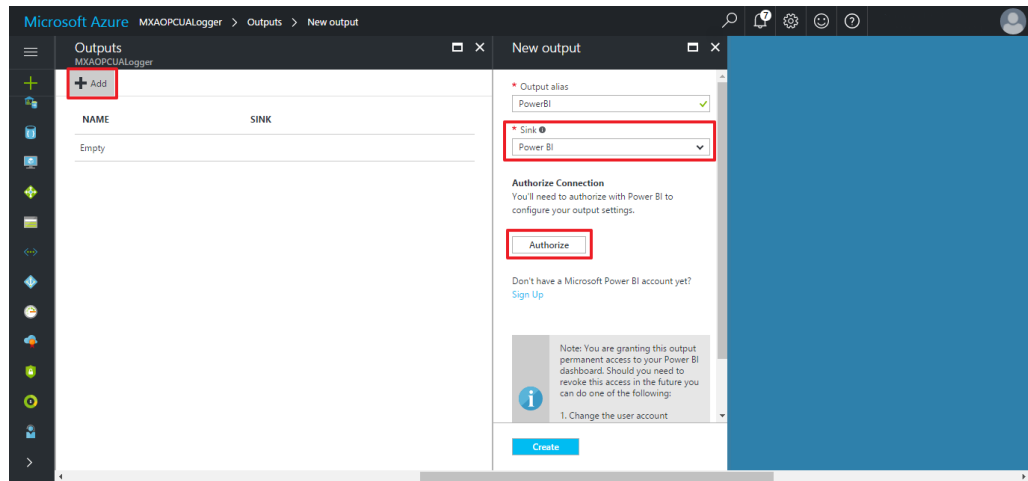 Microsoft Azure MXAOPCUALogger > Outputs > New output
7
Outputs
MXAOPCUALogger
Add
NAME SINK
Empty
New output
* Output alias
PowerBI
* Sink
Power BI
Authorize Connection
You'll need to authorize with Power BI to
configure your output settings.
Authorize
Don't have a Microsoft Power BI account yet?
Sign Up
Note: You are granting this output
permanent access to your Power BI
dashboard. Should you need to
revoke this access in the future you
can do one of the following:
1. Change the user account
Create